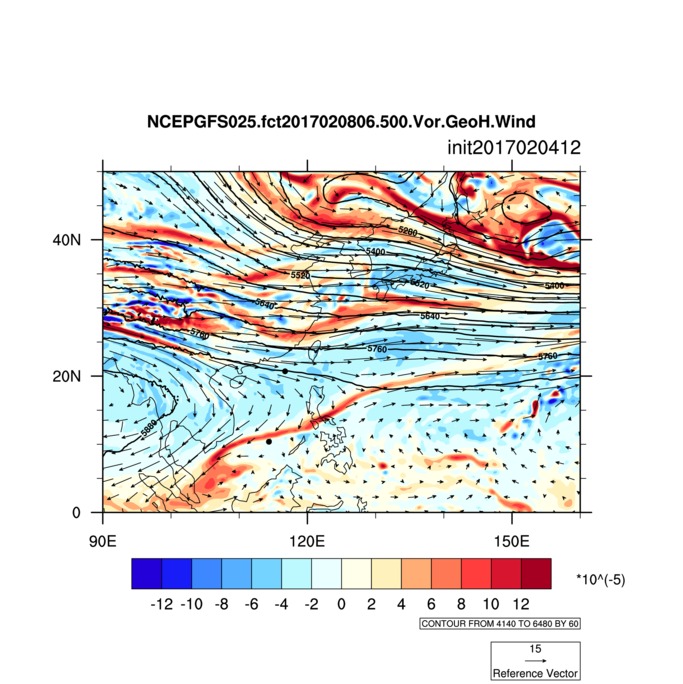 NCEPGFS025.fct2017020806.500.Vor.GeoH.Wind
init2017020412
40N
20N
0
90E 120E 150E
5280
5400
5520
5520
5400
5640
5640
5760
5760
5760
5880
-12 -10 -8 -6 -4 -2 0 2 4 6 8 10 12
*10^(-5)
CONTOUR FROM 4140 TO 6480 BY 60
15
Reference Vector